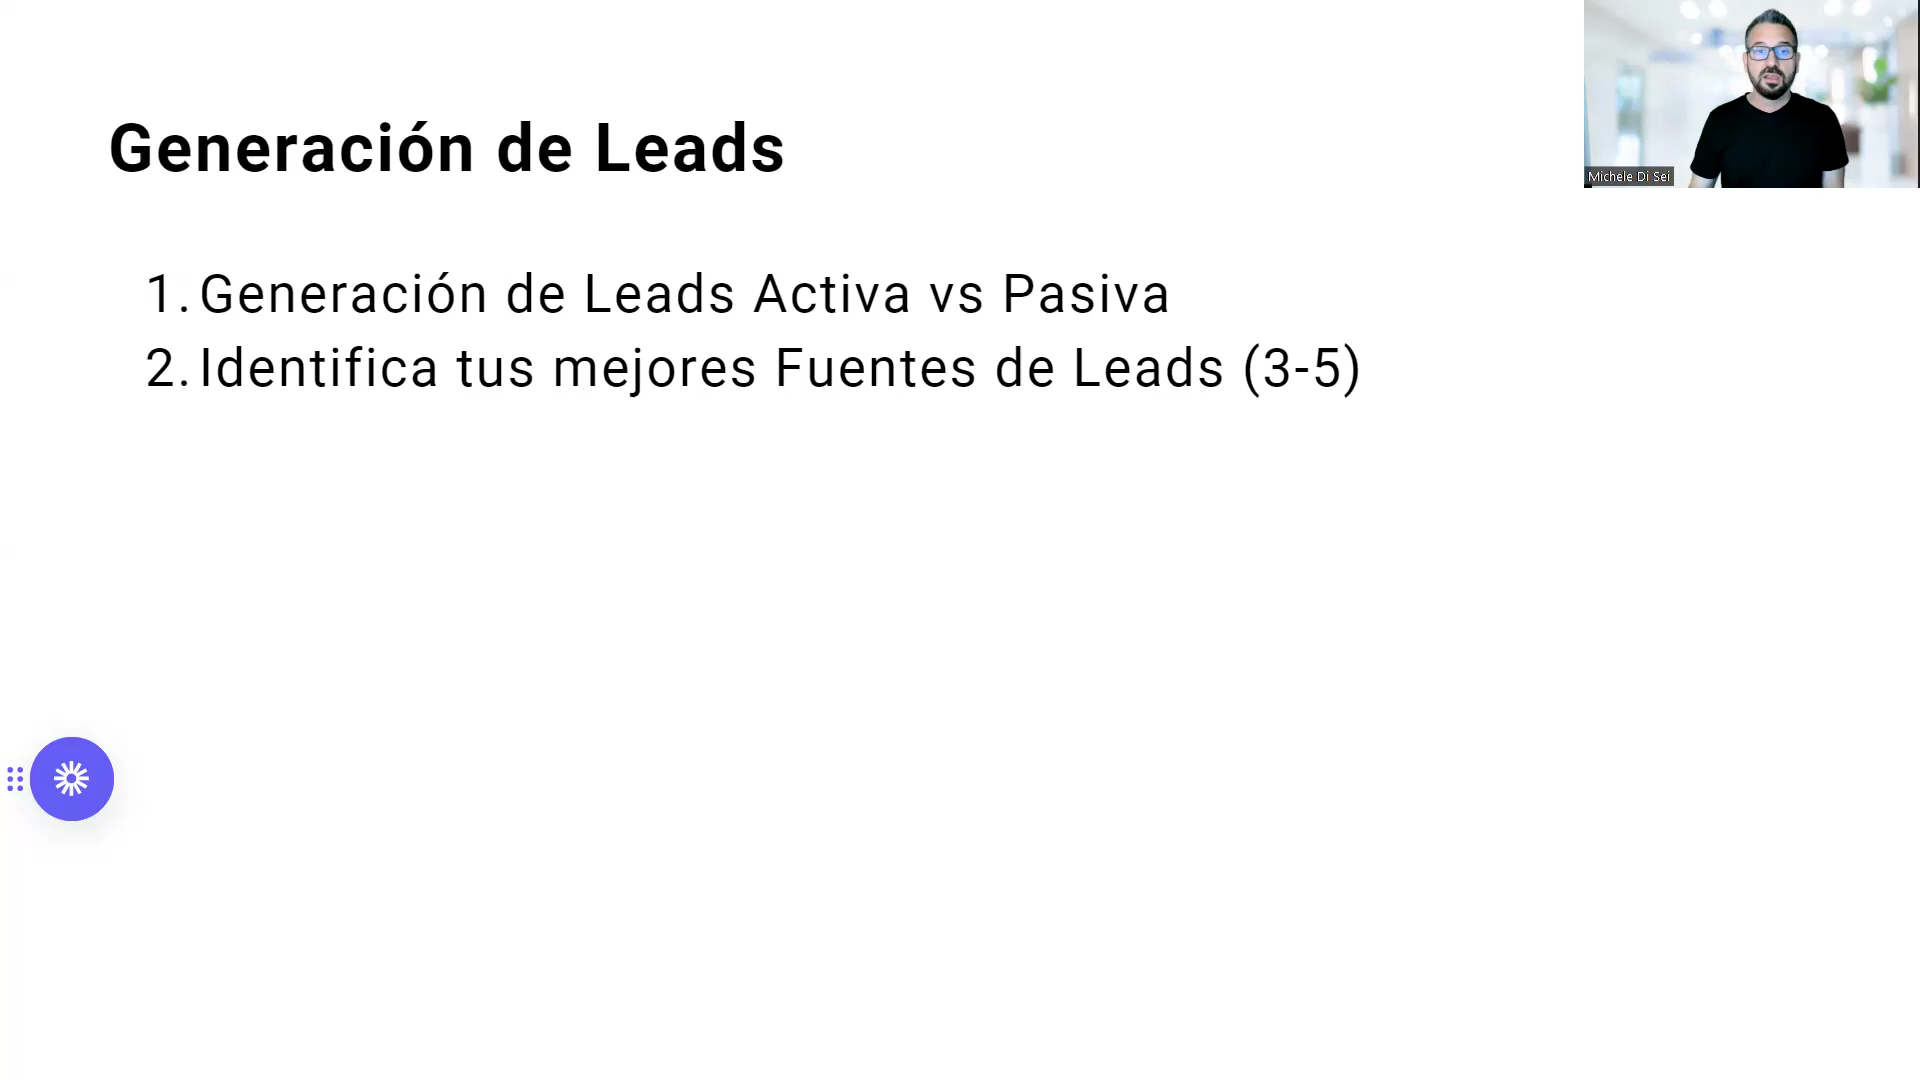 Generación de Leads
Michele Di Sei
1. Generación de Leads Activa vs Pasiva
2. Identifica tus mejores Fuentes de Leads (3-5)